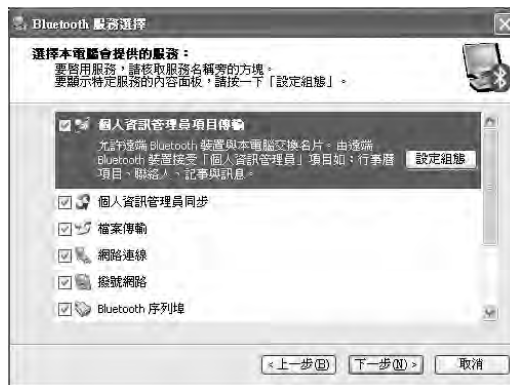 Bluetooth 服務選擇
選擇本電腦會提供的服務：
要啓用服務，請核取服務名稱旁的方塊。
要顯示特定服務的內容面板，請按一下「設定組態」。
個人資訊管理員項目傳輸
允許遠端 Bluetooth 裝置與本電腦交換名片。由遠端
Bluetooth 裝置接受「個人資訊管理員」項目如：行事曆
項目、聯絡人、記事與訊息。
設定組態
個人資訊管理員同步
檔案傳輸
網路連線
撥號網路
Bluetooth 序列埠
<上一步(B)
下一步(N)>
取消